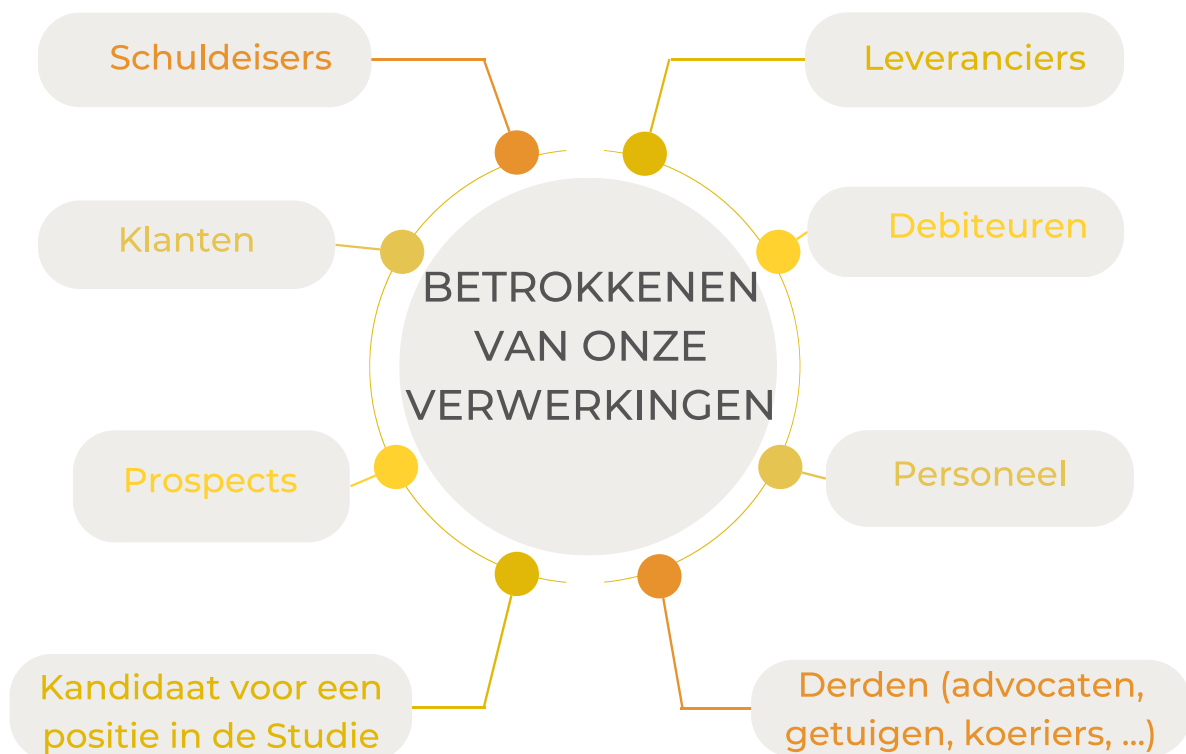 Schuldeisers
Leveranciers
Klanten
Debiteuren
BETROKKENEN
VAN ONZE
VERWERKINGEN
Prospects
Personeel
Kandidaat voor een
positie in de Studie
Derden (advocaten,
getuigen, koeriers, ...)